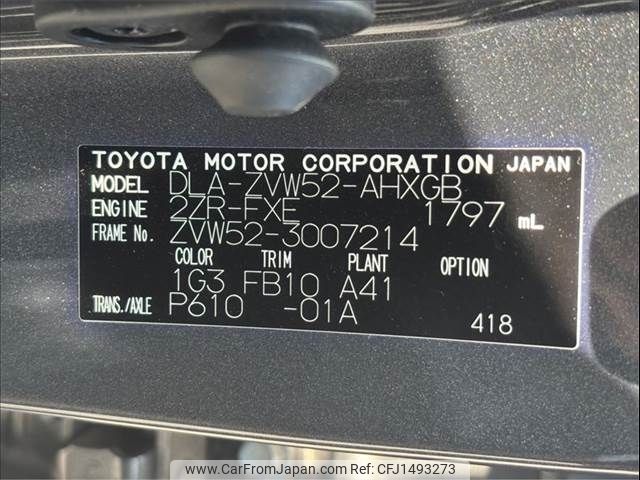 TOYOTA MOTOR CORPORATION JAPAN
MODEL DLA-ZVW52-AHXGB
ENGINE 2ZR-FXE 1797 mL
FRAME No. ZVW52-3007214
COLOR TRIM PLANT OPTION
1G3 FB10 A41
TRANS./AXLE P610 -01A
418
www.CarFromJapan.com Ref: CFJ1493273